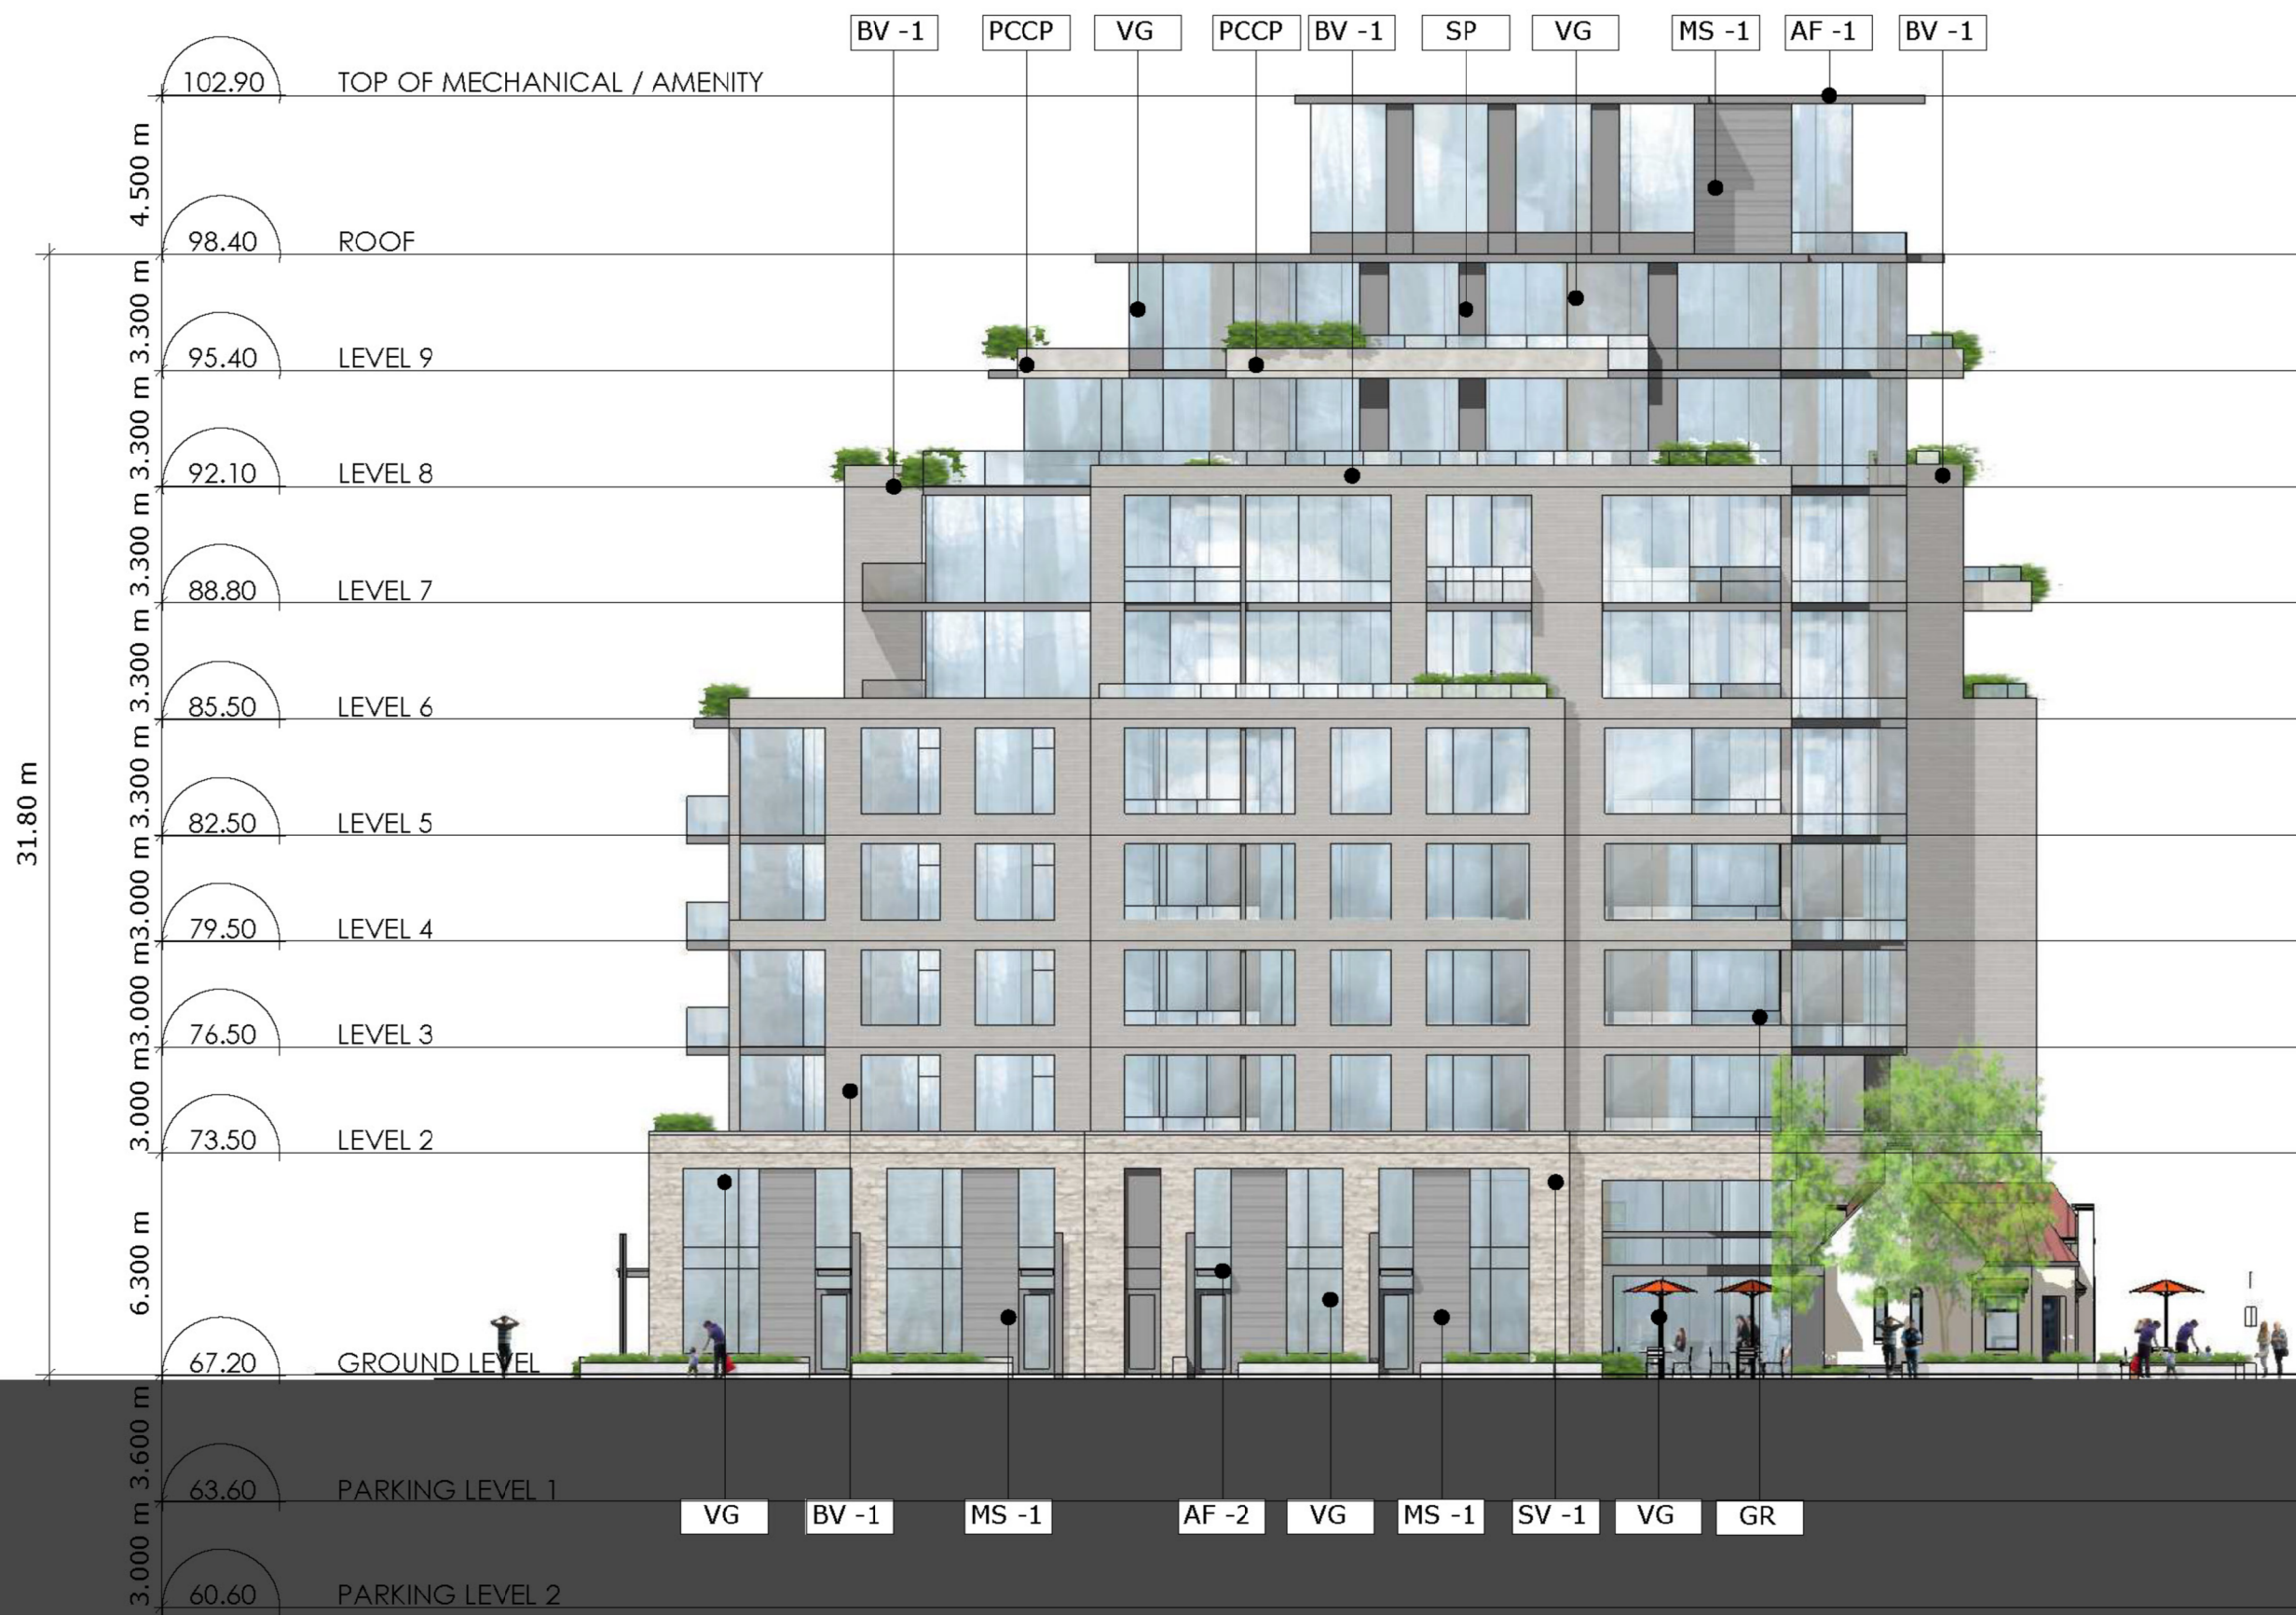 BV -1 PCCP VG PCCP BV -1 SP VG MS -1 AF -1 BV -1
102.90 TOP OF MECHANICAL / AMENITY
4.500 m
98.40 ROOF
3.300 m
95.40 LEVEL 9
3.300 m
92.10 LEVEL 8
3.300 m
88.80 LEVEL 7
3.300 m
85.50 LEVEL 6
3.300 m
82.50 LEVEL 5
3.000 m
79.50 LEVEL 4
3.000 m
76.50 LEVEL 3
3.000 m
73.50 LEVEL 2
6.300 m
67.20 GROUND LEVEL
31.80 m
3.600 m
63.60 PARKING LEVEL 1
VG BV -1 MS -1 AF -2 VG MS -1 SV -1 VG GR
3.000 m
60.60 PARKING LEVEL 2